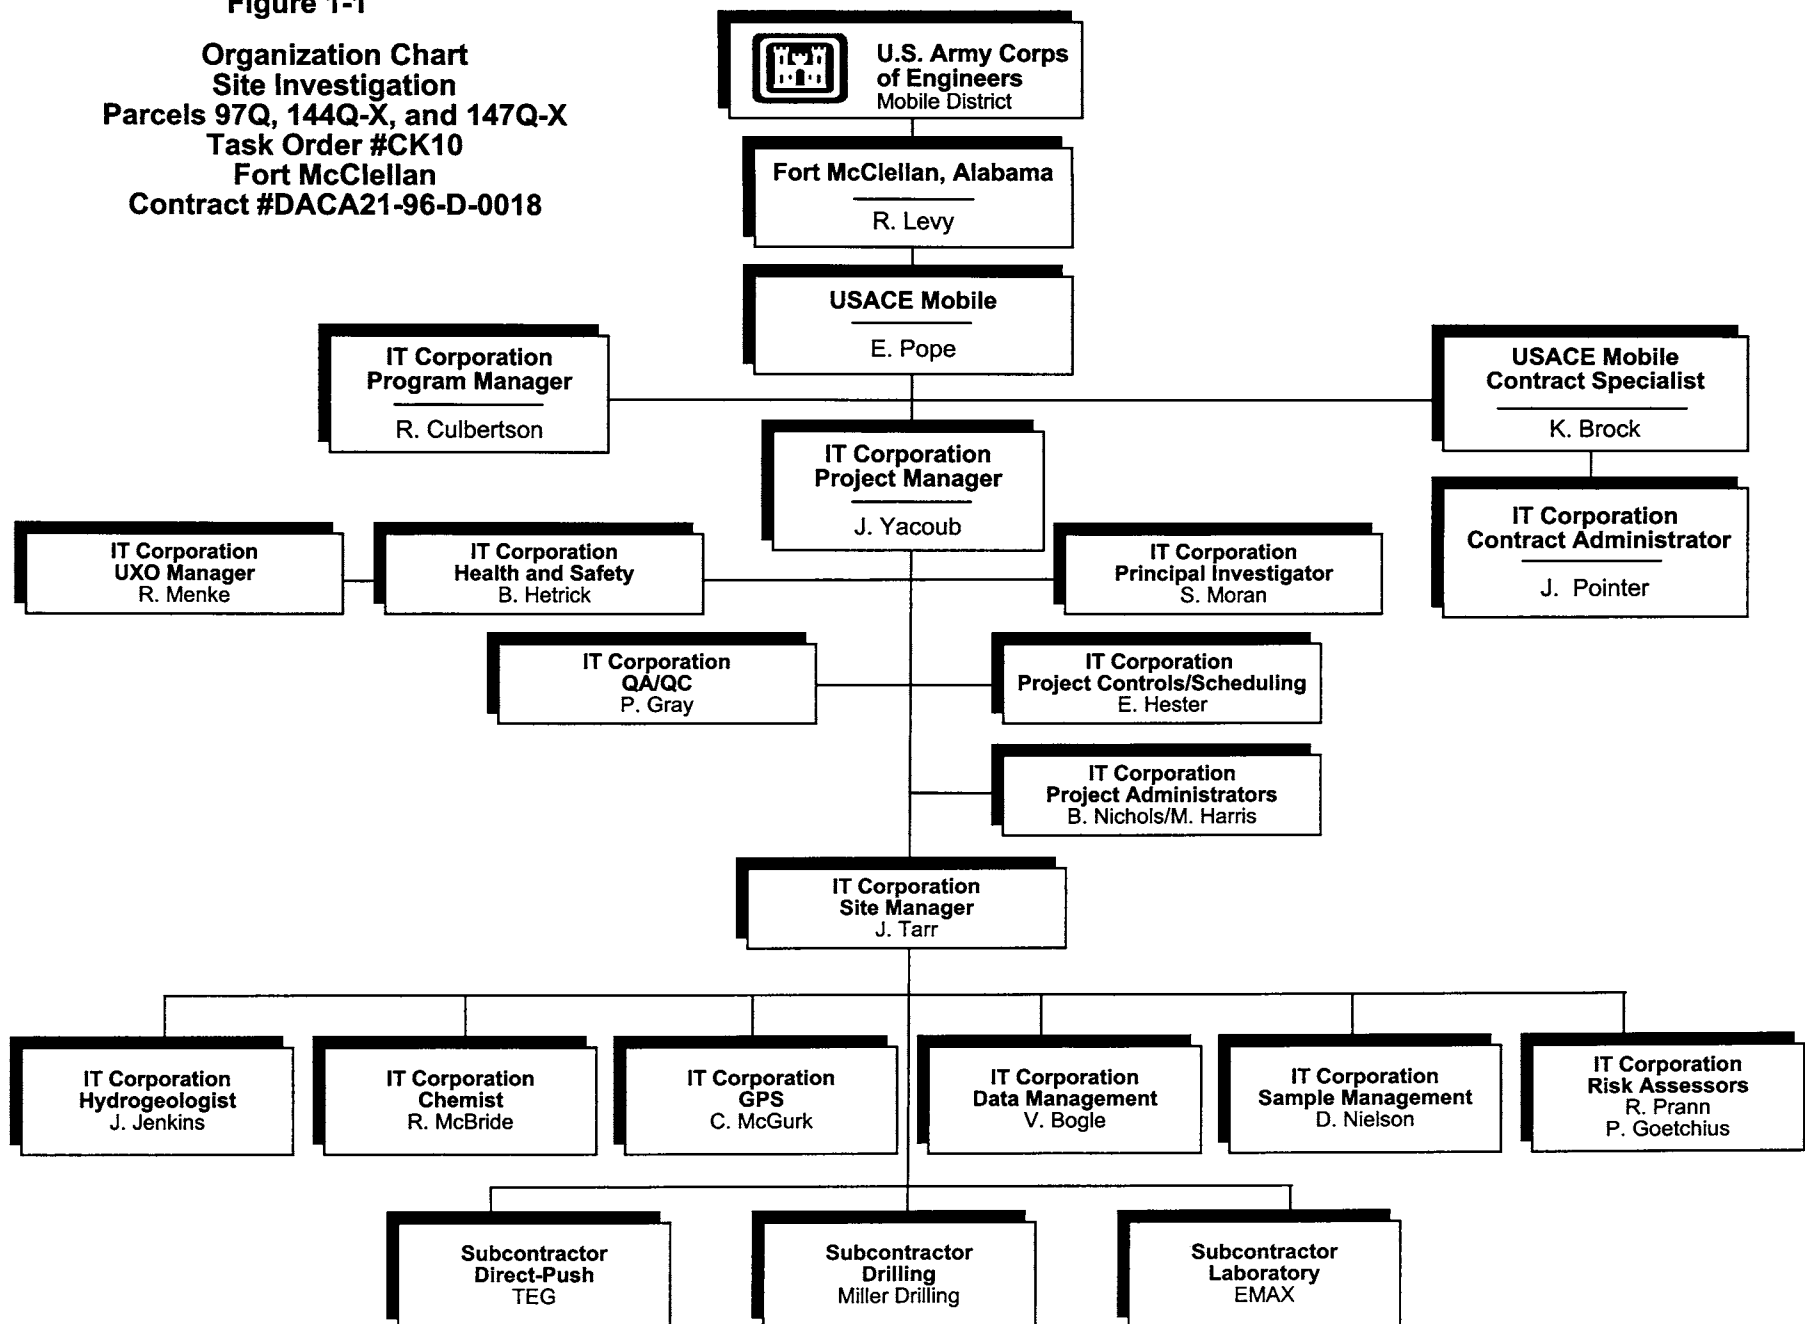 Figure 1-1
Organization Chart
Site Investigation
Parcels 97Q, 144Q-X, and 147Q-X
Task Order #CK10
Fort McClellan
Contract #DACA21-96-D-0018
U.S. Army Corps
of Engineers
Mobile District
Fort McClellan, Alabama
R. Levy
USACE Mobile
E. Pope
IT Corporation
Program Manager
R. Culbertson
USACE Mobile
Contract Specialist
K. Brock
IT Corporation
Project Manager
J. Yacoub
IT Corporation
Contract Administrator
J. Pointer
IT Corporation
UXO Manager
R. Menke
IT Corporation
Health and Safety
B. Hetrick
IT Corporation
Principal Investigator
S. Moran
IT Corporation
QA/QC
P. Gray
IT Corporation
Project Controls/Scheduling
E. Hester
IT Corporation
Project Administrators
B. Nichols/M. Harris
IT Corporation
Site Manager
J. Tarr
IT Corporation
Hydrogeologist
J. Jenkins
IT Corporation
Chemist
R. McBride
IT Corporation
GPS
C. McGurk
IT Corporation
Data Management
V. Bogle
IT Corporation
Sample Management
D. Nielson
IT Corporation
Risk Assessors
R. Prann
P. Goetchius
Subcontractor
Direct-Push
TEG
Subcontractor
Drilling
Miller Drilling
Subcontractor
Laboratory
EMAX